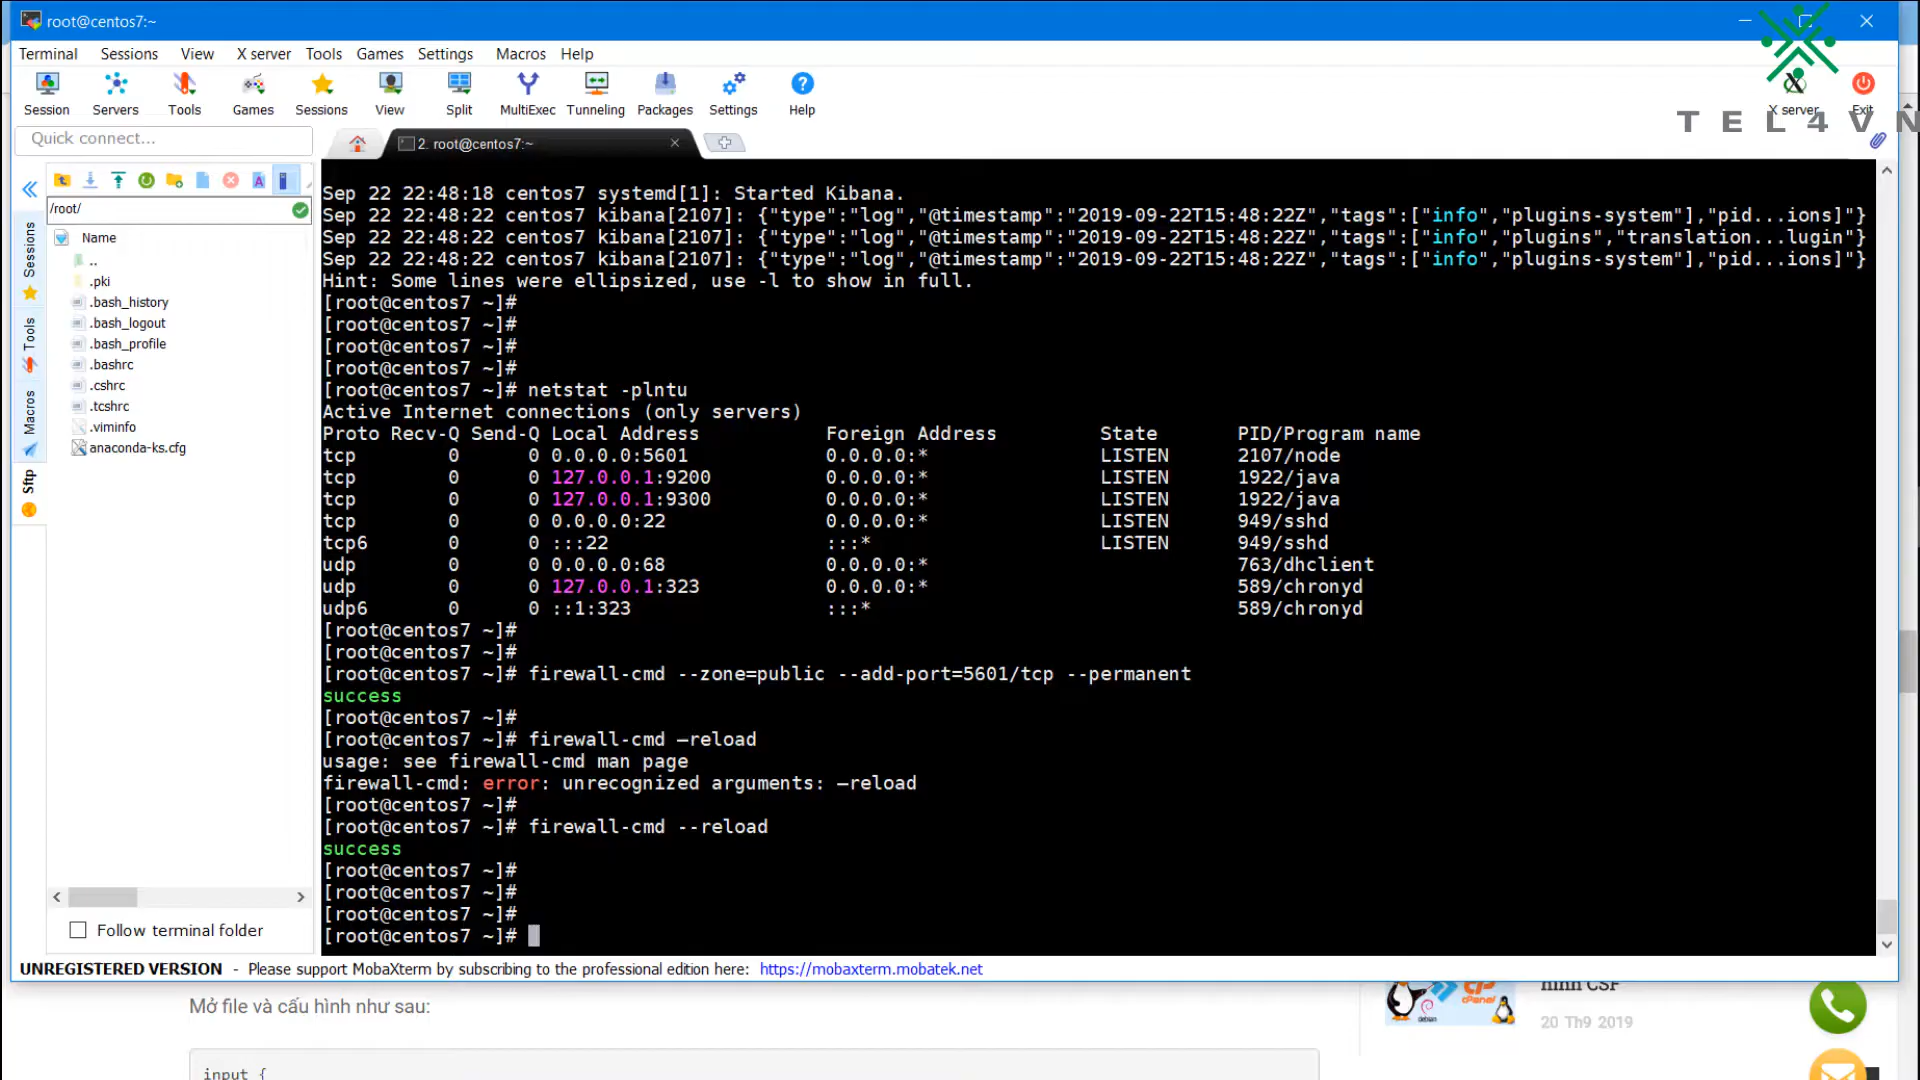 root@centos7:~
Terminal Sessions View X server Tools Games Settings Macros Help
Session Servers Tools Games Sessions View Split MultiExec Tunneling Packages Settings Help X server Exit
TEL4VN
Quick connect...
2. root@centos7:~
/root/
Name
..
.pki
.bash_history
.bash_logout
.bash_profile
.bashrc
.cshrc
.tcshrc
.viminfo
anaconda-ks.cfg
Sessions
Tools
Macros
Sftp
Follow terminal folder
Sep 22 22:48:18 centos7 systemd[1]: Started Kibana.
Sep 22 22:48:22 centos7 kibana[2107]: {"type":"log","@timestamp":"2019-09-22T15:48:22Z","tags":["info","plugins-system"],"pid...ions]"}
Sep 22 22:48:22 centos7 kibana[2107]: {"type":"log","@timestamp":"2019-09-22T15:48:22Z","tags":["info","plugins","translation...lugin"}
Sep 22 22:48:22 centos7 kibana[2107]: {"type":"log","@timestamp":"2019-09-22T15:48:22Z","tags":["info","plugins-system"],"pid...ions]"}
Hint: Some lines were ellipsized, use -l to show in full.
[root@centos7 ~]#
[root@centos7 ~]#
[root@centos7 ~]#
[root@centos7 ~]#
[root@centos7 ~]# netstat -plntu
Active Internet connections (only servers)
Proto Recv-Q Send-Q Local Address Foreign Address State PID/Program name
tcp 0 0 0.0.0.0:5601 0.0.0.0:* LISTEN 2107/node
tcp 0 0 127.0.0.1:9200 0.0.0.0:* LISTEN 1922/java
tcp 0 0 127.0.0.1:9300 0.0.0.0:* LISTEN 1922/java
tcp 0 0 0.0.0.0:22 0.0.0.0:* LISTEN 949/sshd
tcp6 0 0 :::22 :::* LISTEN 949/sshd
udp 0 0 0.0.0.0:68 0.0.0.0:* 763/dhclient
udp 0 0 127.0.0.1:323 0.0.0.0:* 589/chronyd
udp6 0 0 ::1:323 :::* 589/chronyd
[root@centos7 ~]#
[root@centos7 ~]#
[root@centos7 ~]# firewall-cmd --zone=public --add-port=5601/tcp --permanent
success
[root@centos7 ~]#
[root@centos7 ~]# firewall-cmd –reload
usage: see firewall-cmd man page
firewall-cmd: error: unrecognized arguments: –reload
[root@centos7 ~]#
[root@centos7 ~]# firewall-cmd --reload
success
[root@centos7 ~]#
[root@centos7 ~]#
[root@centos7 ~]#
[root@centos7 ~]#
UNREGISTERED VERSION - Please support MobaXterm by subscribing to the professional edition here: https://mobaxterm.mobatek.net
Mở file và cấu hình như sau:
input {
hình CSF
20 Th9 2019
debian
cPanel